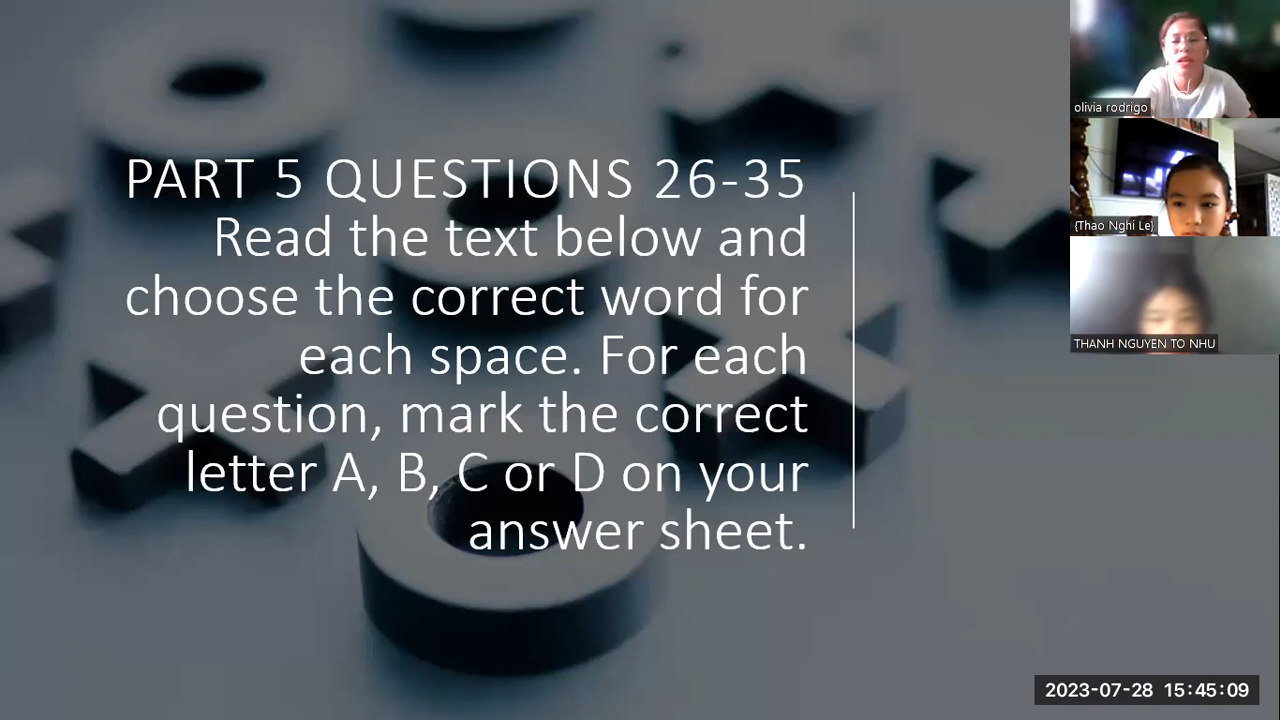 PART 5 QUESTIONS 26-35
Read the text below and
choose the correct word for
each space. For each
question, mark the correct
letter A, B, C or D on your
answer sheet.
olivia rodrigo
{Thao Nghi Le}
THANH NGUYEN TO NHU
2023-07-28 15:45:09